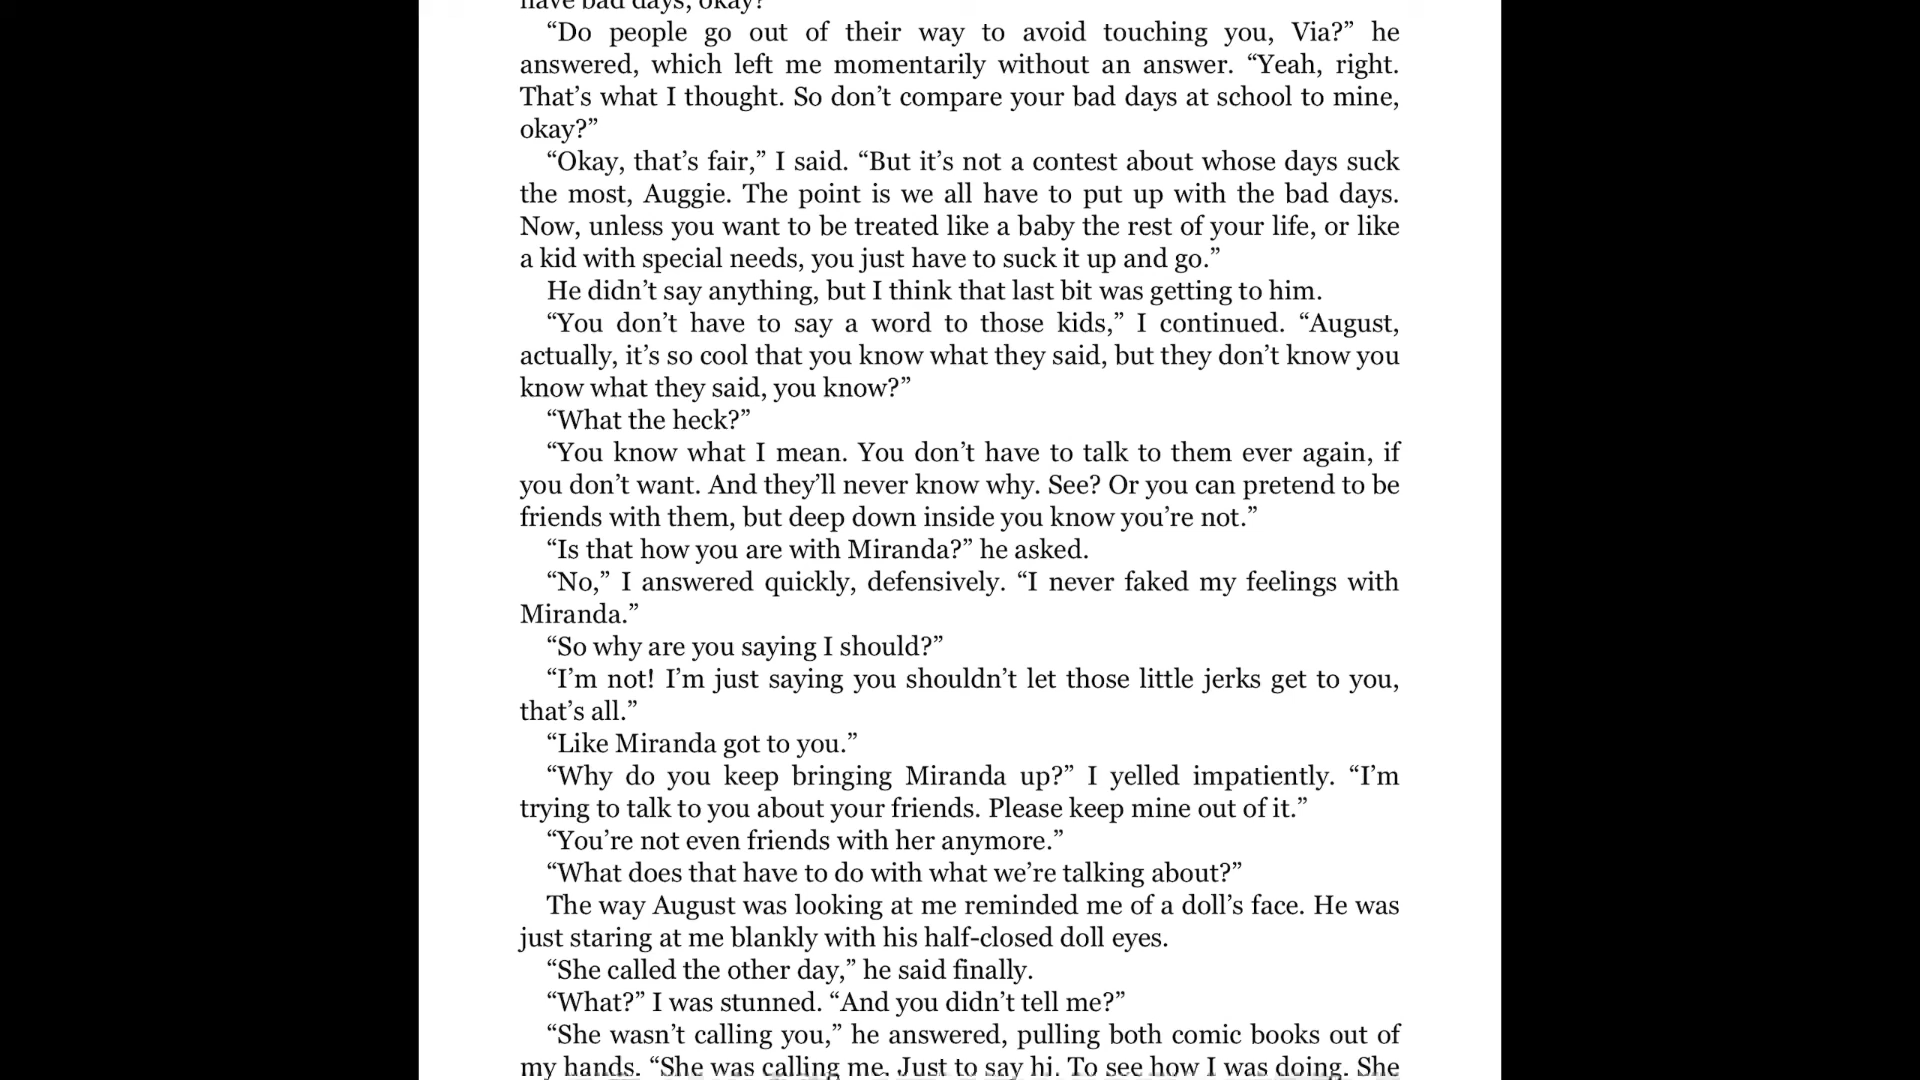 have bad days, okay?
“Do people go out of their way to avoid touching you, Via?” he
answered, which left me momentarily without an answer. “Yeah, right.
That’s what I thought. So don’t compare your bad days at school to mine,
okay?”
“Okay, that’s fair,” I said. “But it’s not a contest about whose days suck
the most, Auggie. The point is we all have to put up with the bad days.
Now, unless you want to be treated like a baby the rest of your life, or like
a kid with special needs, you just have to suck it up and go.”
He didn’t say anything, but I think that last bit was getting to him.
“You don’t have to say a word to those kids,” I continued. “August,
actually, it’s so cool that you know what they said, but they don’t know you
know what they said, you know?”
“What the heck?”
“You know what I mean. You don’t have to talk to them ever again, if
you don’t want. And they’ll never know why. See? Or you can pretend to be
friends with them, but deep down inside you know you’re not.”
“Is that how you are with Miranda?” he asked.
“No,” I answered quickly, defensively. “I never faked my feelings with
Miranda.”
“So why are you saying I should?”
“I’m not! I’m just saying you shouldn’t let those little jerks get to you,
that’s all.”
“Like Miranda got to you.”
“Why do you keep bringing Miranda up?” I yelled impatiently. “I’m
trying to talk to you about your friends. Please keep mine out of it.”
“You’re not even friends with her anymore.”
“What does that have to do with what we’re talking about?”
The way August was looking at me reminded me of a doll’s face. He was
just staring at me blankly with his half-closed doll eyes.
“She called the other day,” he said finally.
“What?” I was stunned. “And you didn’t tell me?”
“She wasn’t calling you,” he answered, pulling both comic books out of
my hands. “She was calling me. Just to say hi. To see how I was doing. She